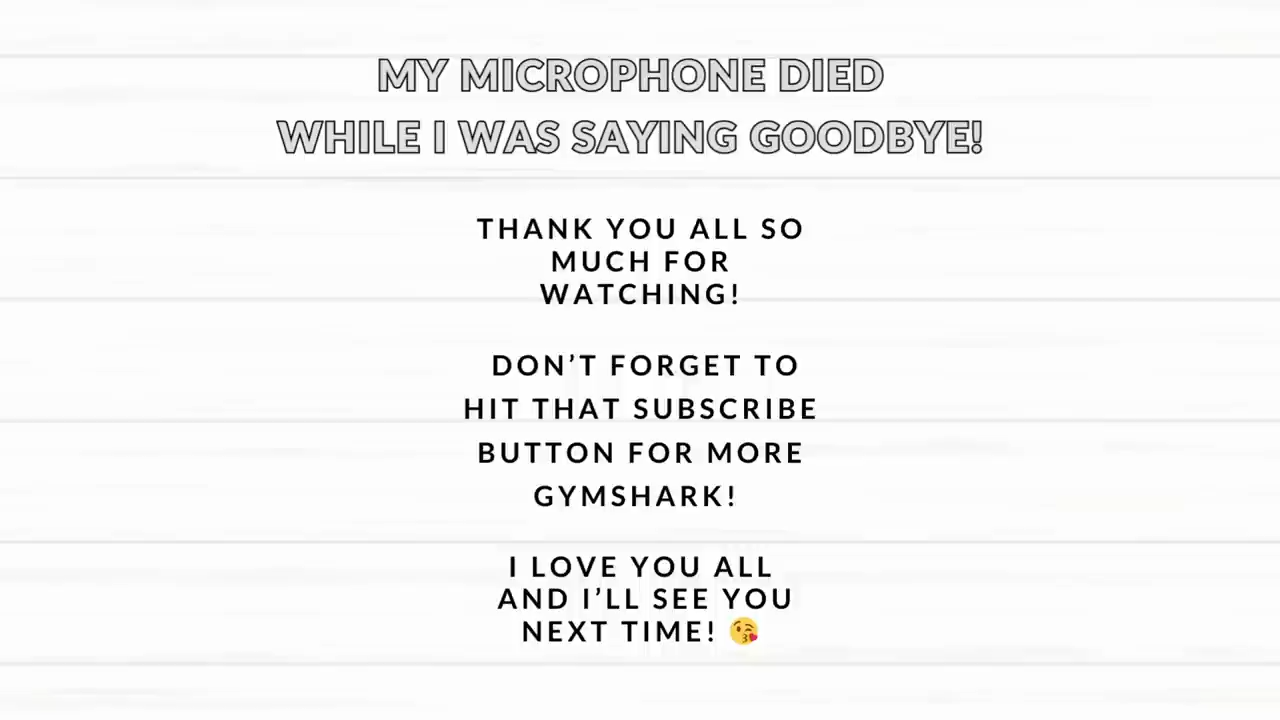 MY MICROPHONE DIED
WHILE I WAS SAYING GOODBYE!
THANK YOU ALL SO
MUCH FOR
WATCHING!
DON’T FORGET TO
HIT THAT SUBSCRIBE
BUTTON FOR MORE
GYMSHARK!
I LOVE YOU ALL
AND I’LL SEE YOU
NEXT TIME! 😘